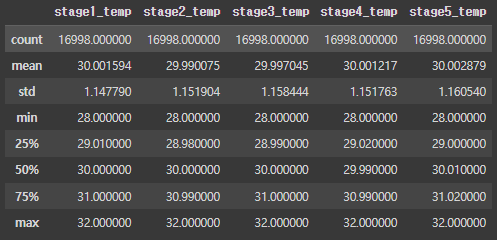 stage1_temp stage2_temp stage3_temp stage4_temp stage5_temp
count 16998.000000 16998.000000 16998.000000 16998.000000 16998.000000
mean 30.001594 29.990075 29.997045 30.001217 30.002879
std 1.147790 1.151904 1.158444 1.151763 1.160540
min 28.000000 28.000000 28.000000 28.000000 28.000000
25% 29.010000 28.980000 28.990000 29.020000 29.000000
50% 30.000000 30.000000 30.000000 29.990000 30.010000
75% 31.000000 30.990000 31.000000 30.990000 31.020000
max 32.000000 32.000000 32.000000 32.000000 32.000000